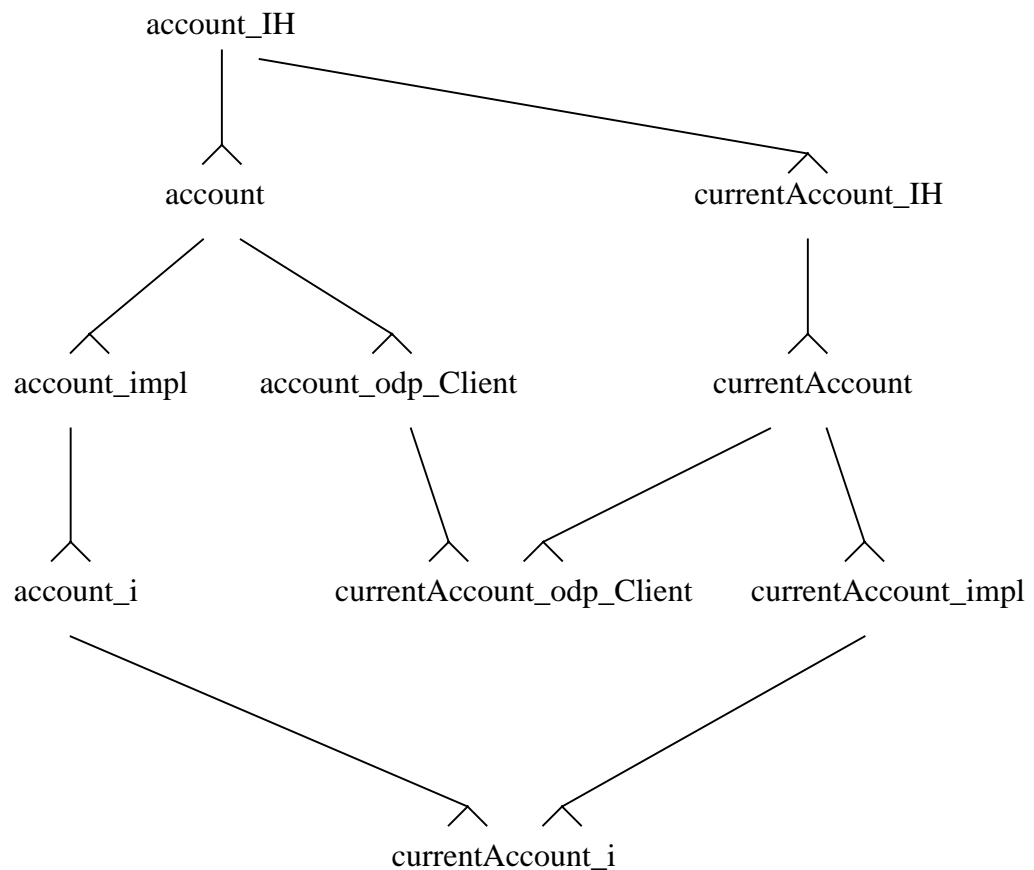 account_IH
account
currentAccount_IH
account_impl
account_odp_Client
currentAccount
account_i
currentAccount_odp_Client
currentAccount_impl
currentAccount_i